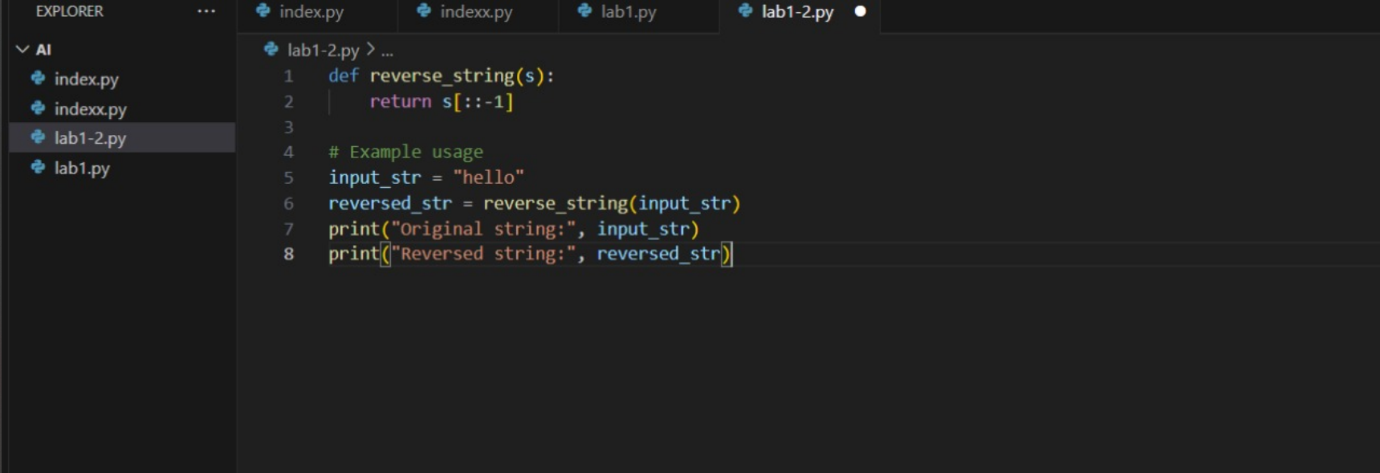 EXPLORER ...
index.py indexx.py lab1.py lab1-2.py
AI
index.py
indexx.py
lab1-2.py
lab1.py
lab1-2.py > ...
1 def reverse_string(s):
2     return s[::-1]
3
4 # Example usage
5 input_str = "hello"
6 reversed_str = reverse_string(input_str)
7 print("Original string:", input_str)
8 print("Reversed string:", reversed_str)